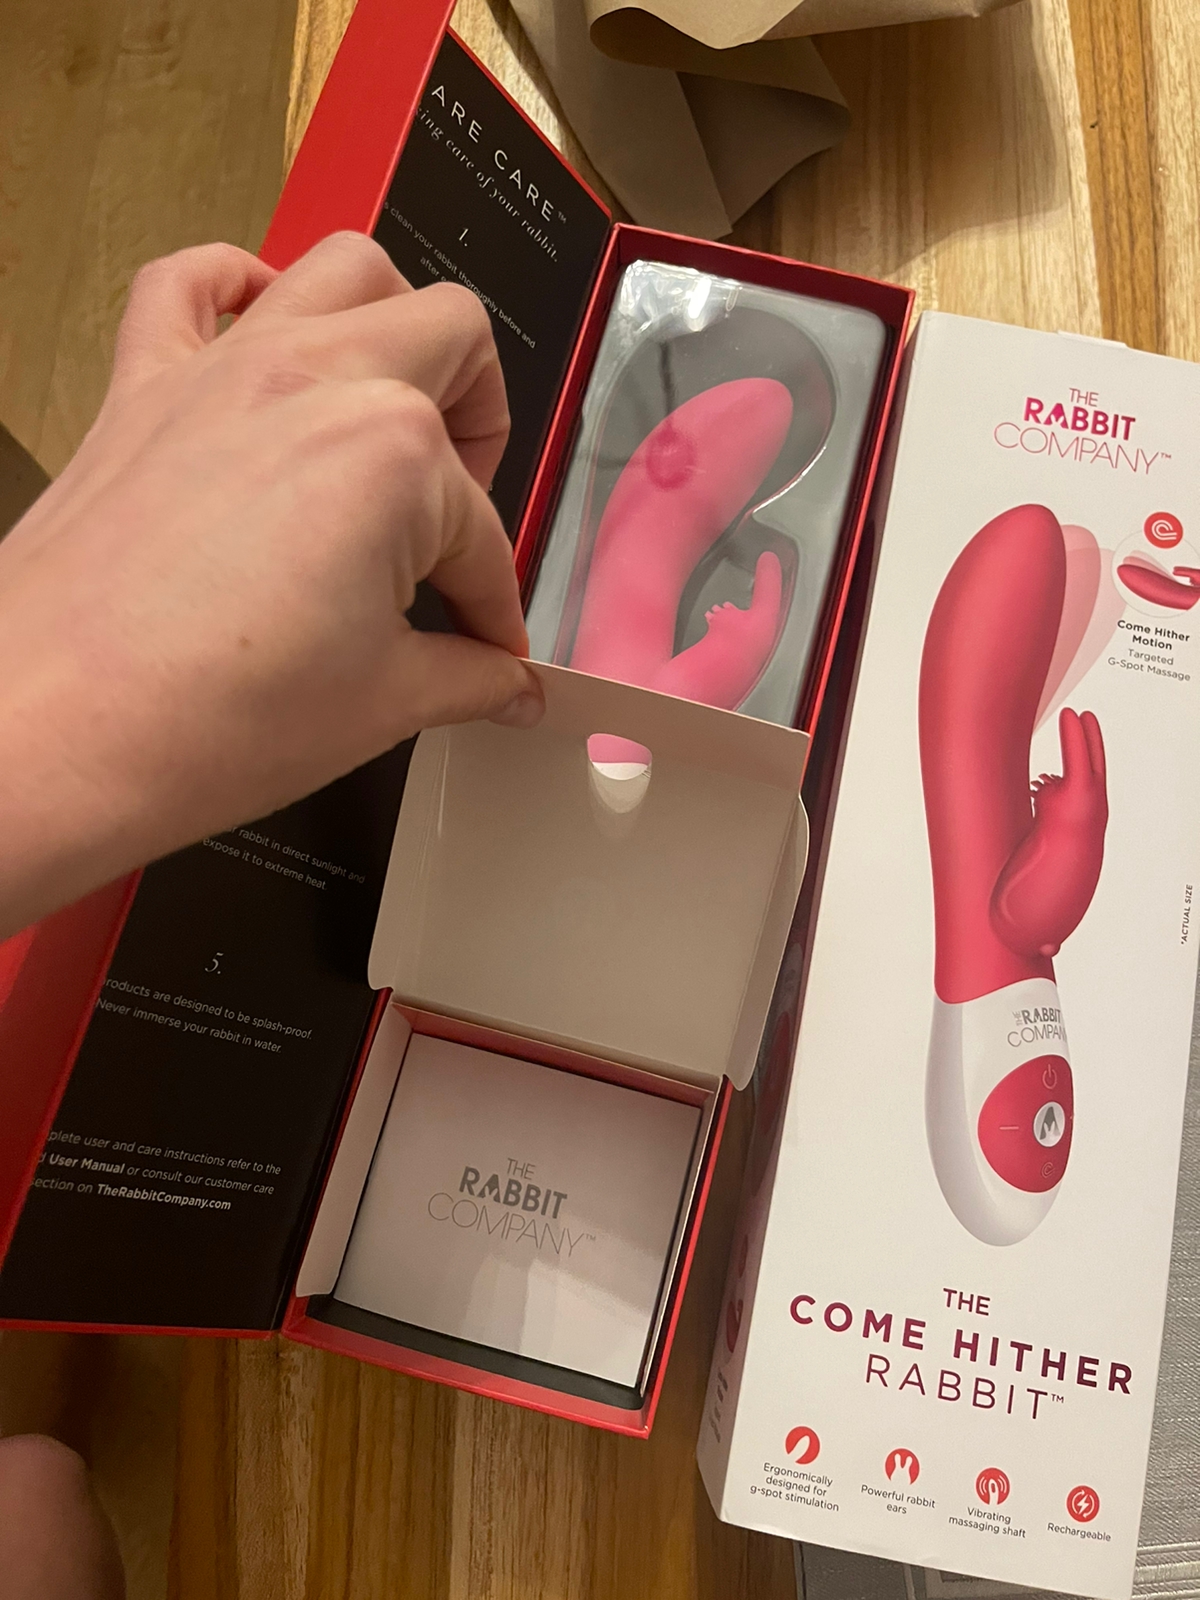 ARE CARE™
ing care of your rabbit.
1.
clean your rabbit thoroughly before and
after
rabbit in direct sunlight and
expose it to extreme heat
5.
products are designed to be splash-proof.
Never immerse your rabbit in water
plete user and care instructions refer to the
User Manual or consult our customer care
section on TheRabbitCompany.com
THE
RABBIT
COMPANY™
THE
RABBIT
COMPANY™
Come Hither
Motion
Targeted
G-Spot Massage
*ACTUAL SIZE
THE
RABBIT
COMPAN
THE
COME HITHER
RABBIT™
Ergonomically
designed for
g-spot stimulation
Powerful rabbit
ears
Vibrating
massaging shaft
Rechargeable